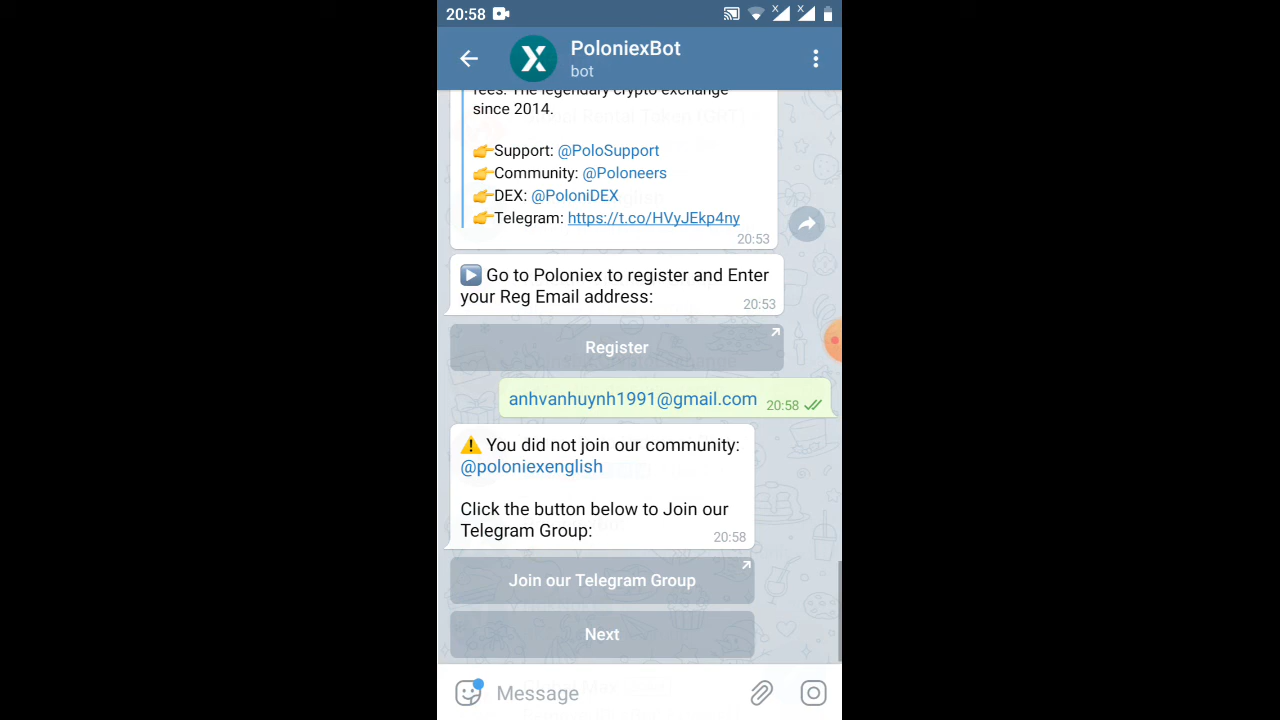 20:58
PoloniexBot
bot
fees. The legendary crypto exchange
since 2014.
👉Support: @PoloSupport
👉Community: @Poloneers
👉DEX: @PoloniDEX
👉Telegram: https://t.co/HVyJEkp4ny
20:53
▶️ Go to Poloniex to register and Enter
your Reg Email address:
20:53
Register
anhvanhuynh1991@gmail.com 20:58
⚠️ You did not join our community:
@poloniexenglish
Click the button below to Join our
Telegram Group:
20:58
Join our Telegram Group
Next
Message